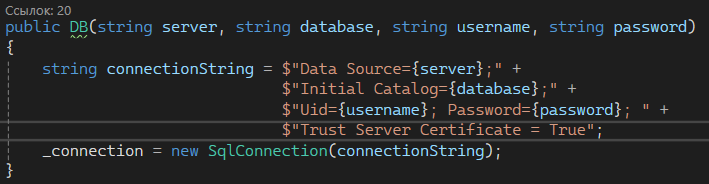 Ссылок: 20
public DB(string server, string database, string username, string password)
{
string connectionString = $"Data Source={server};" +
$"Initial Catalog={database};" +
$"Uid={username}; Password={password}; " +
$"Trust Server Certificate = True";
_connection = new SqlConnection(connectionString);
}